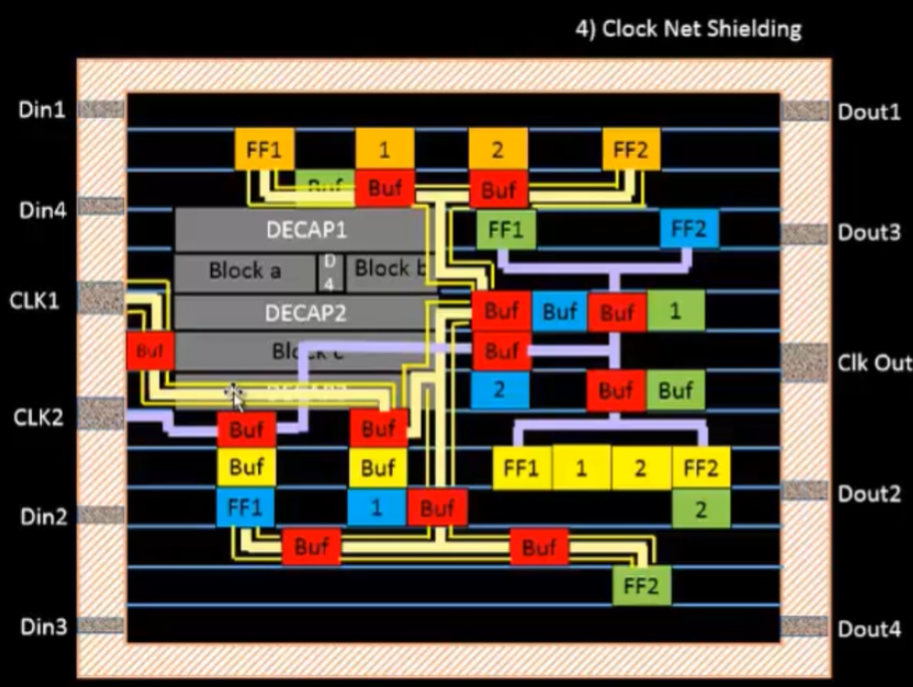 4) Clock Net Shielding
Din1
Dout1
FF1 1 2 FF2
Buf Buf Buf
Din4
DECAP1
FF1 FF2
Dout3
Block a
D
4
Block b
CLK1
DECAP2
Buf Buf Buf 1
Buf
Block c
Buf
Clk Out
2 Buf Buf
CLK2
Buf Buf
Buf Buf FF1 1 2 FF2
Dout2
Din2
FF1 1 Buf 2
Buf Buf
FF2
Din3
Dout4